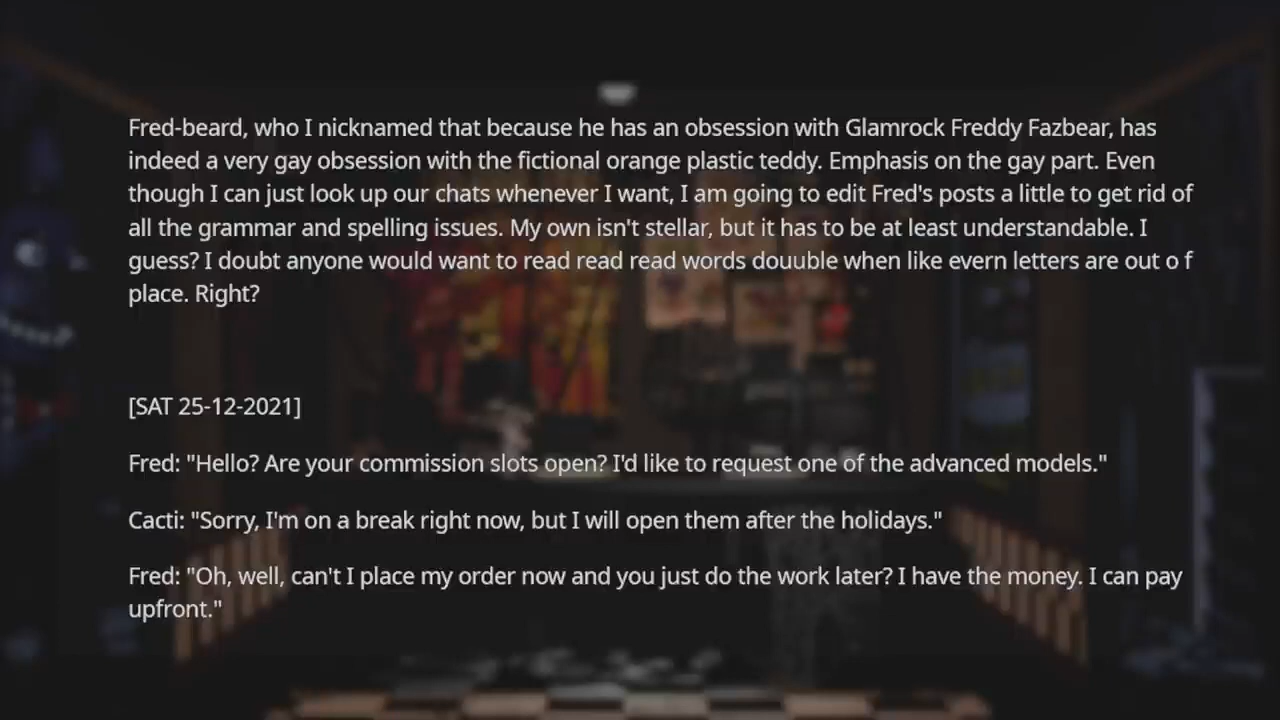 Fred-beard, who I nicknamed that because he has an obsession with Glamrock Freddy Fazbear, has
indeed a very gay obsession with the fictional orange plastic teddy. Emphasis on the gay part. Even
though I can just look up our chats whenever I want, I am going to edit Fred's posts a little to get rid of
all the grammar and spelling issues. My own isn't stellar, but it has to be at least understandable. I
guess? I doubt anyone would want to read read read words douuble when like evern letters are out o f
place. Right?
[SAT 25-12-2021]
Fred: "Hello? Are your commission slots open? I'd like to request one of the advanced models."
Cacti: "Sorry, I'm on a break right now, but I will open them after the holidays."
Fred: "Oh, well, can't I place my order now and you just do the work later? I have the money. I can pay
upfront."